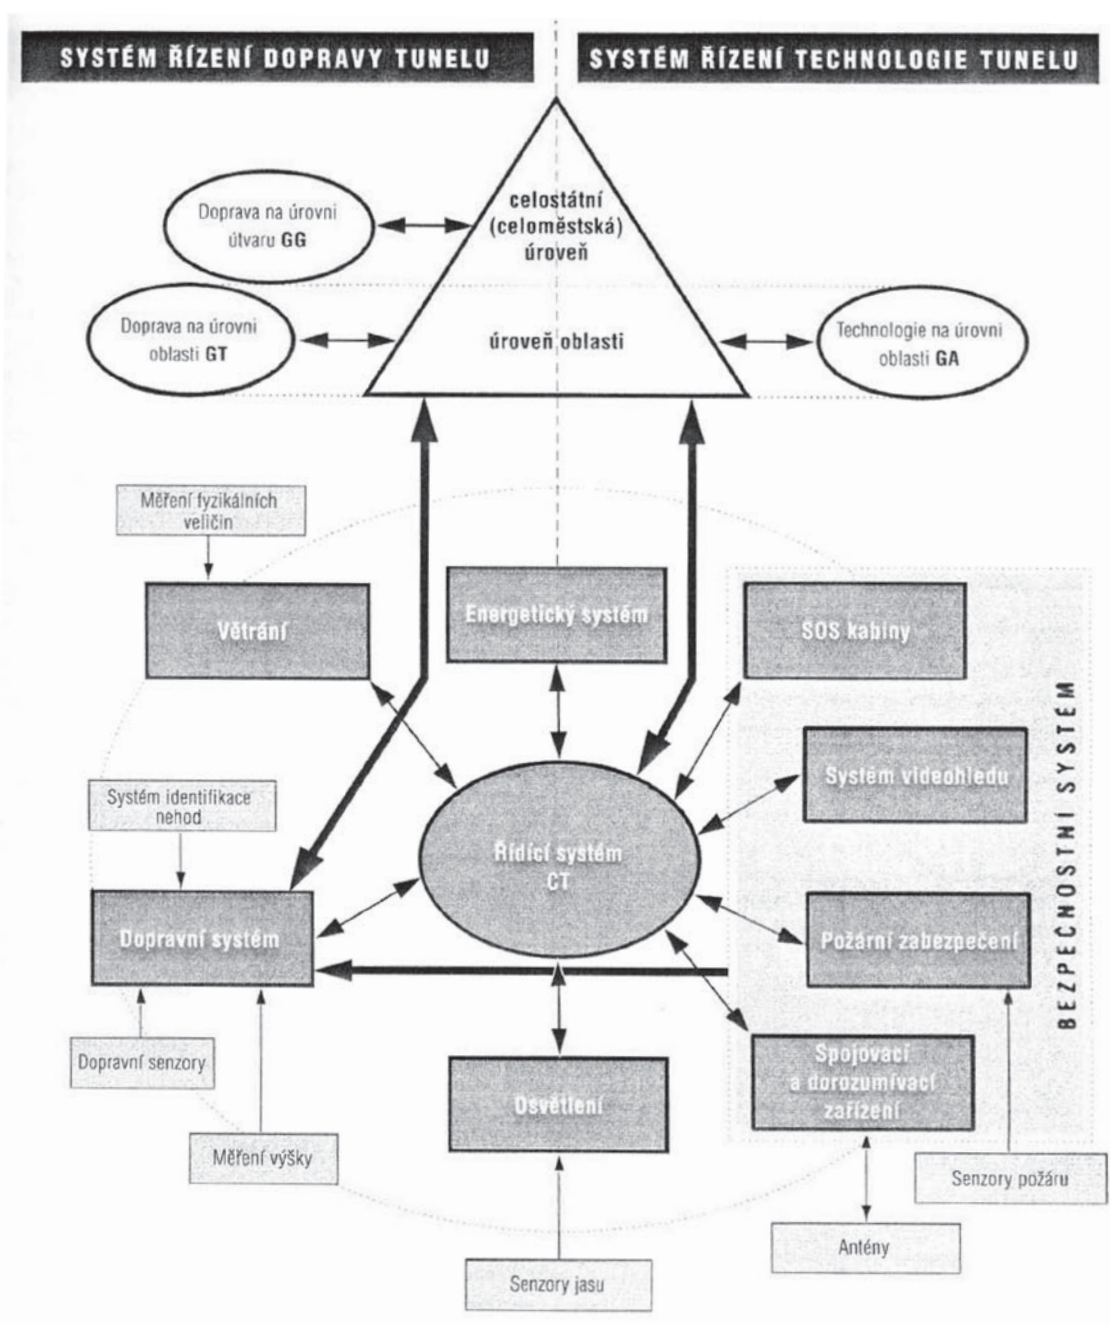 SYSTÉM ŘÍZENÍ DOPRAVY TUNELU
SYSTÉM ŘÍZENÍ TECHNOLOGIE TUNELU
celostátní
(celoměstská)
úroveň
Doprava na úrovni
útvaru GG
Doprava na úrovni
oblasti GT
úroveň oblasti
Technologie na úrovni
oblasti GA
Měření fyzikálních
veličin
Větrání
Energetický systém
SOS kabiny
BEZPEČNOSTNÍ SYSTÉM
Systém videohledu
Systém identifikace
nehod
Řídící systém
CT
Dopravní systém
Požární zabezpečení
Dopravní senzory
Osvětlení
Spojovací
a dorozumívací
zařízení
Měření výšky
Senzory požáru
Antény
Senzory jasu